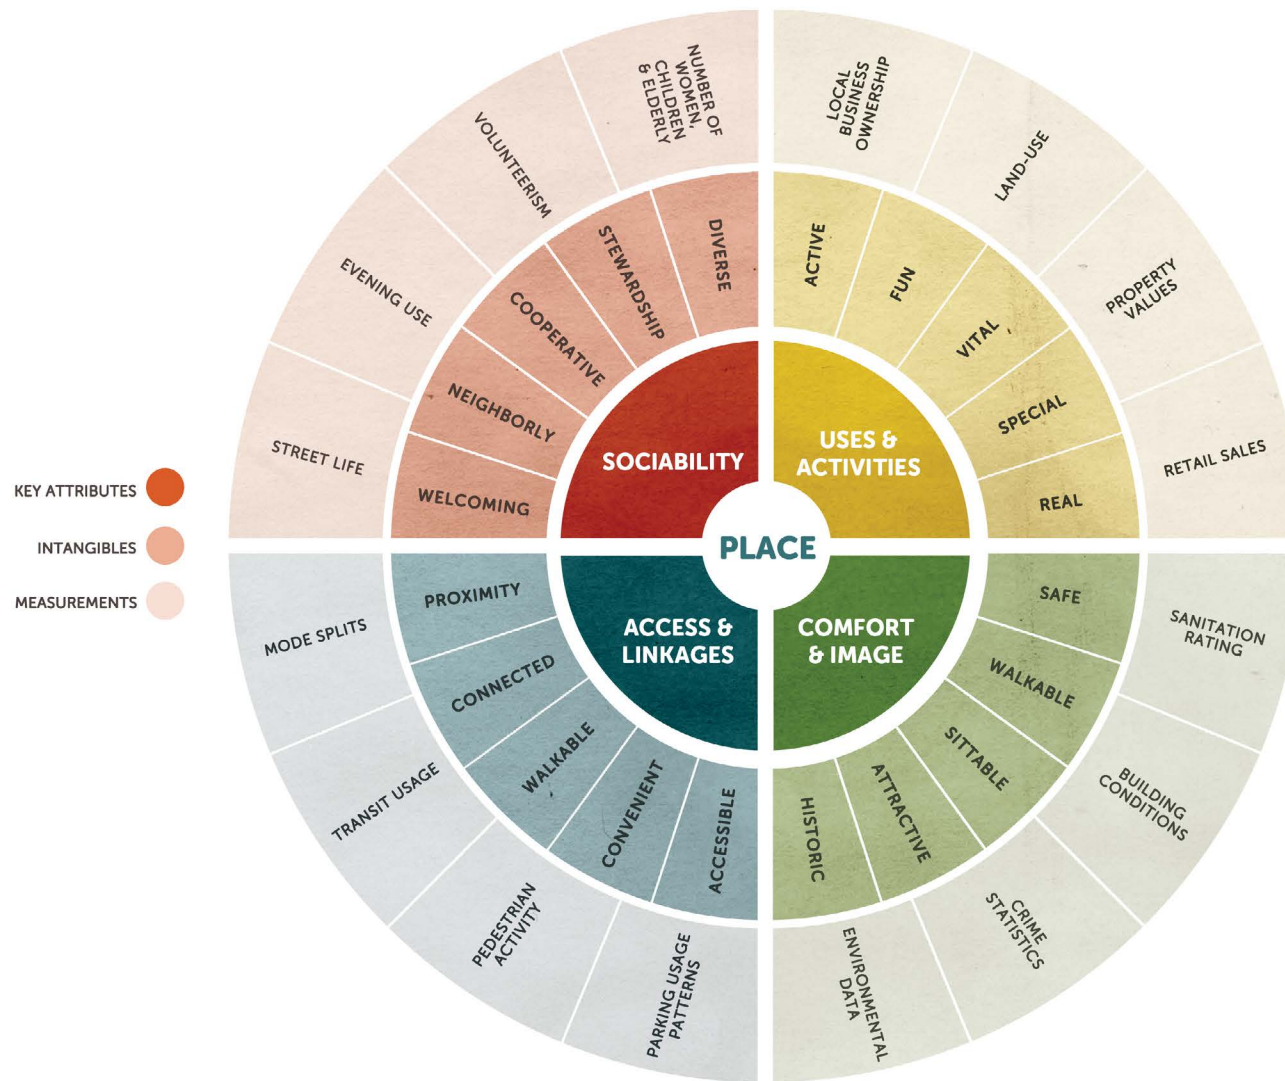 NUMBER OF
WOMEN,
CHILDREN
& ELDERLY
VOLUNTEERISM
EVENING USE
STREET LIFE
DIVERSE
STEWARDSHIP
COOPERATIVE
NEIGHBORLY
WELCOMING
SOCIABILITY
LOCAL
BUSINESS
OWNERSHIP
LAND-USE
PROPERTY
VALUES
RETAIL SALES
ACTIVE
FUN
VITAL
SPECIAL
REAL
USES &
ACTIVITIES
PLACE
KEY ATTRIBUTES
INTANGIBLES
MEASUREMENTS
ACCESS &
LINKAGES
PROXIMITY
CONNECTED
WALKABLE
CONVENIENT
ACCESSIBLE
MODE SPLITS
TRANSIT USAGE
PEDESTRIAN
ACTIVITY
PARKING USAGE
PATTERNS
COMFORT
& IMAGE
SAFE
WALKABLE
SITTABLE
ATTRACTIVE
HISTORIC
SANITATION
RATING
BUILDING
CONDITIONS
CRIME
STATISTICS
ENVIRONMENTAL
DATA